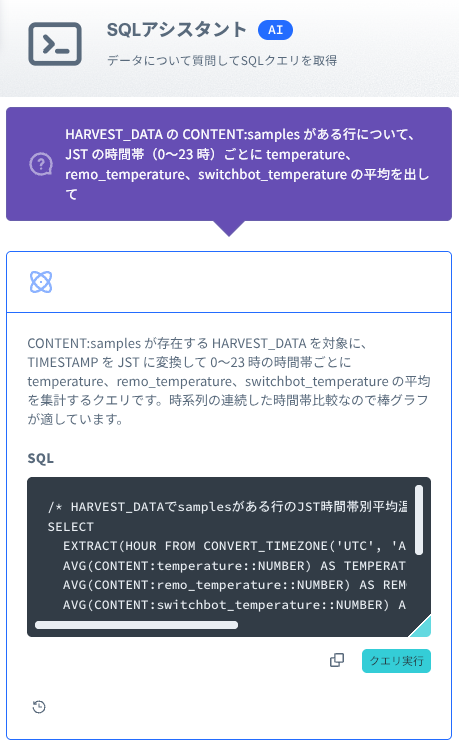 SQLアシスタント AI
データについて質問してSQLクエリを取得
HARVEST_DATA の CONTENT:samples がある行について、
JST の時間帯（0〜23 時）ごとに temperature、
remo_temperature、switchbot_temperature の平均を出し
て
CONTENT:samples が存在する HARVEST_DATA を対象に、
TIMESTAMP を JST に変換して 0〜23 時の時間帯ごとに
temperature、remo_temperature、switchbot_temperature の平均
を集計するクエリです。時系列の連続した時間帯比較なので棒グラフ
が適しています。
SQL
/* HARVEST_DATAでsamplesがある行のJST時間帯別平均温
SELECT
EXTRACT(HOUR FROM CONVERT_TIMEZONE('UTC', 'A
AVG(CONTENT:temperature::NUMBER) AS TEMPERAT
AVG(CONTENT:remo_temperature::NUMBER) AS REM
AVG(CONTENT:switchbot_temperature::NUMBER) A
クエリ実行